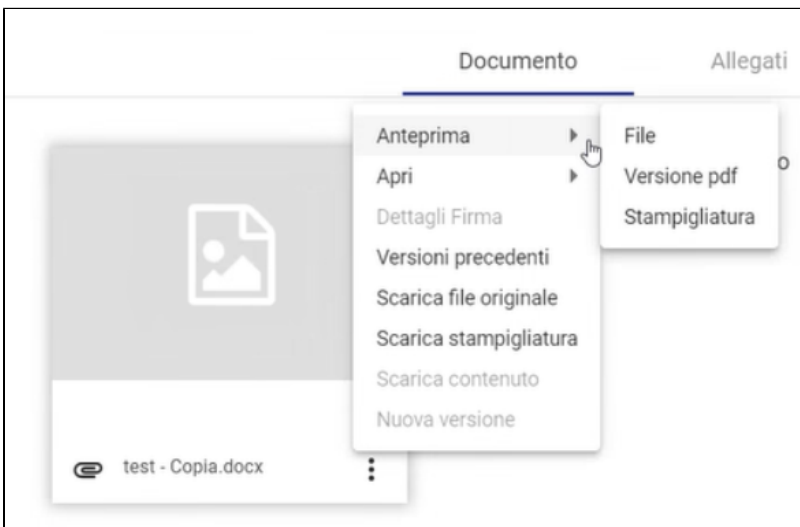 Documento
Allegati
Anteprima
File
o
Apri
Versione pdf
Dettagli Firma
Stampigliatura
Versioni precedenti
Scarica file originale
Scarica stampigliatura
Scarica contenuto
Nuova versione
test - Copia.docx